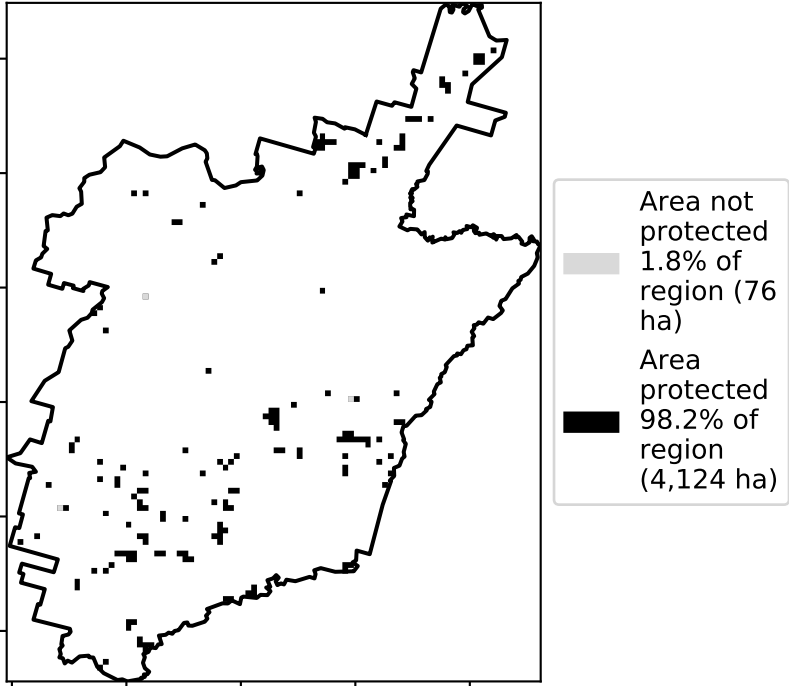 Area not
protected
1.8% of
region (76
ha)
Area
protected
98.2% of
region
(4,124 ha)